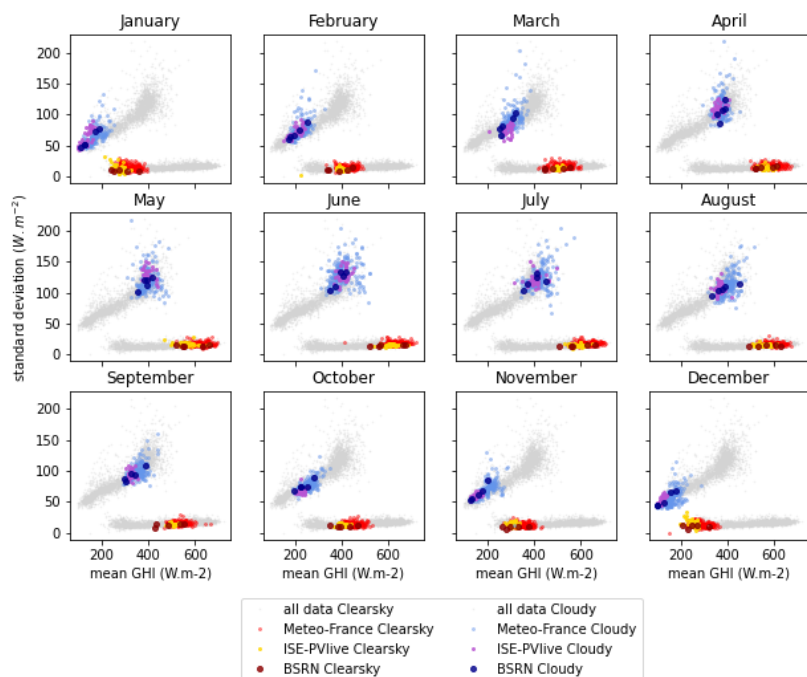 January February March April
200
150
100
50
0
May June July August
standard deviation (W.m⁻²)
200
150
100
50
0
September October November December
200
150
100
50
0
200 400 600 200 400 600 200 400 600 200 400 600
mean GHI (W.m-2) mean GHI (W.m-2) mean GHI (W.m-2) mean GHI (W.m-2)
all data Clearsky all data Cloudy
Meteo-France Clearsky Meteo-France Cloudy
ISE-PVlive Clearsky ISE-PVlive Cloudy
BSRN Clearsky BSRN Cloudy